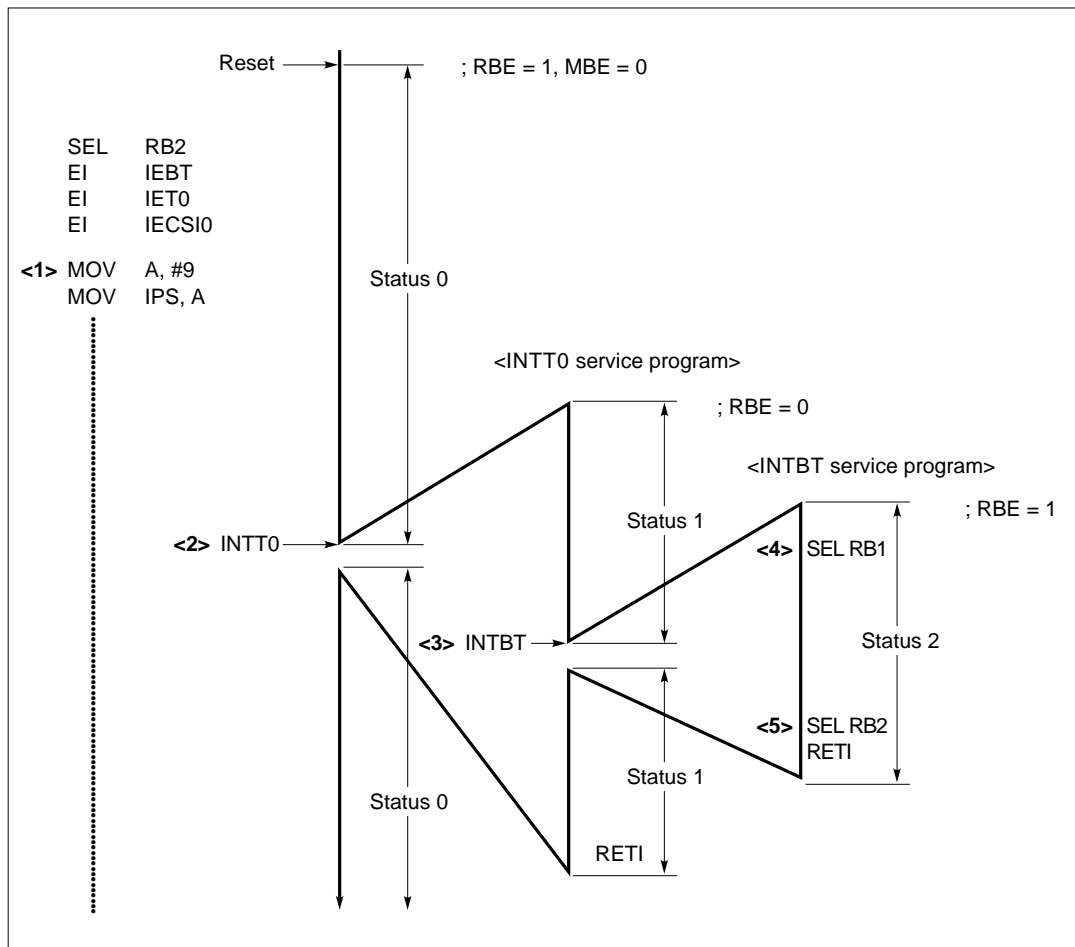 Reset
; RBE = 1, MBE = 0
SEL RB2
EI IEBT
EI IET0
EI IECSI0
<1> MOV A, #9
MOV IPS, A
Status 0
<INTT0 service program>
; RBE = 0
<INTBT service program>
; RBE = 1
Status 1
<2> INTT0
<4> SEL RB1
<3> INTBT
Status 2
<5> SEL RB2
RETI
Status 1
Status 0
RETI